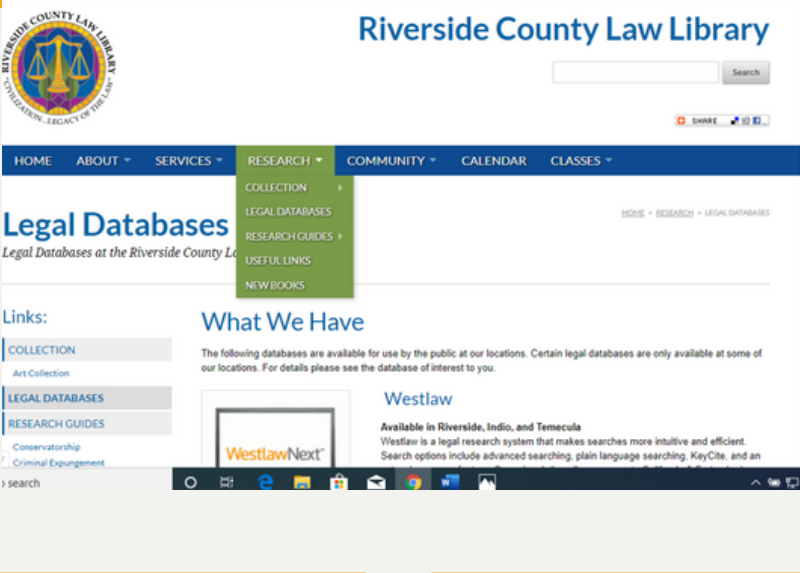 RIVERSIDE COUNTY LAW LIBRARY
CIVILIZATION...LEGACY OF THE LAW
Riverside County Law Library
Search
SHARE
HOME ABOUT SERVICES RESEARCH COMMUNITY CALENDAR CLASSES
COLLECTION
LEGAL DATABASES
RESEARCH GUIDES
USEFUL LINKS
NEW BOOKS
Legal Databases
HOME » RESEARCH » LEGAL DATABASES
Legal Databases at the Riverside County
Links:
COLLECTION
Art Collection
LEGAL DATABASES
RESEARCH GUIDES
Conservatorship
Criminal Expungement
What We Have
The following databases are available for use by the public at our locations. Certain legal databases are only available at some of
our locations. For details please see the database of interest to you.
WestlawNext
Westlaw
Available in Riverside, Indio, and Temecula
Westlaw is a legal research system that makes searches more intuitive and efficient.
Search options include advanced searching, plain language searching, KeyCite, and an
search